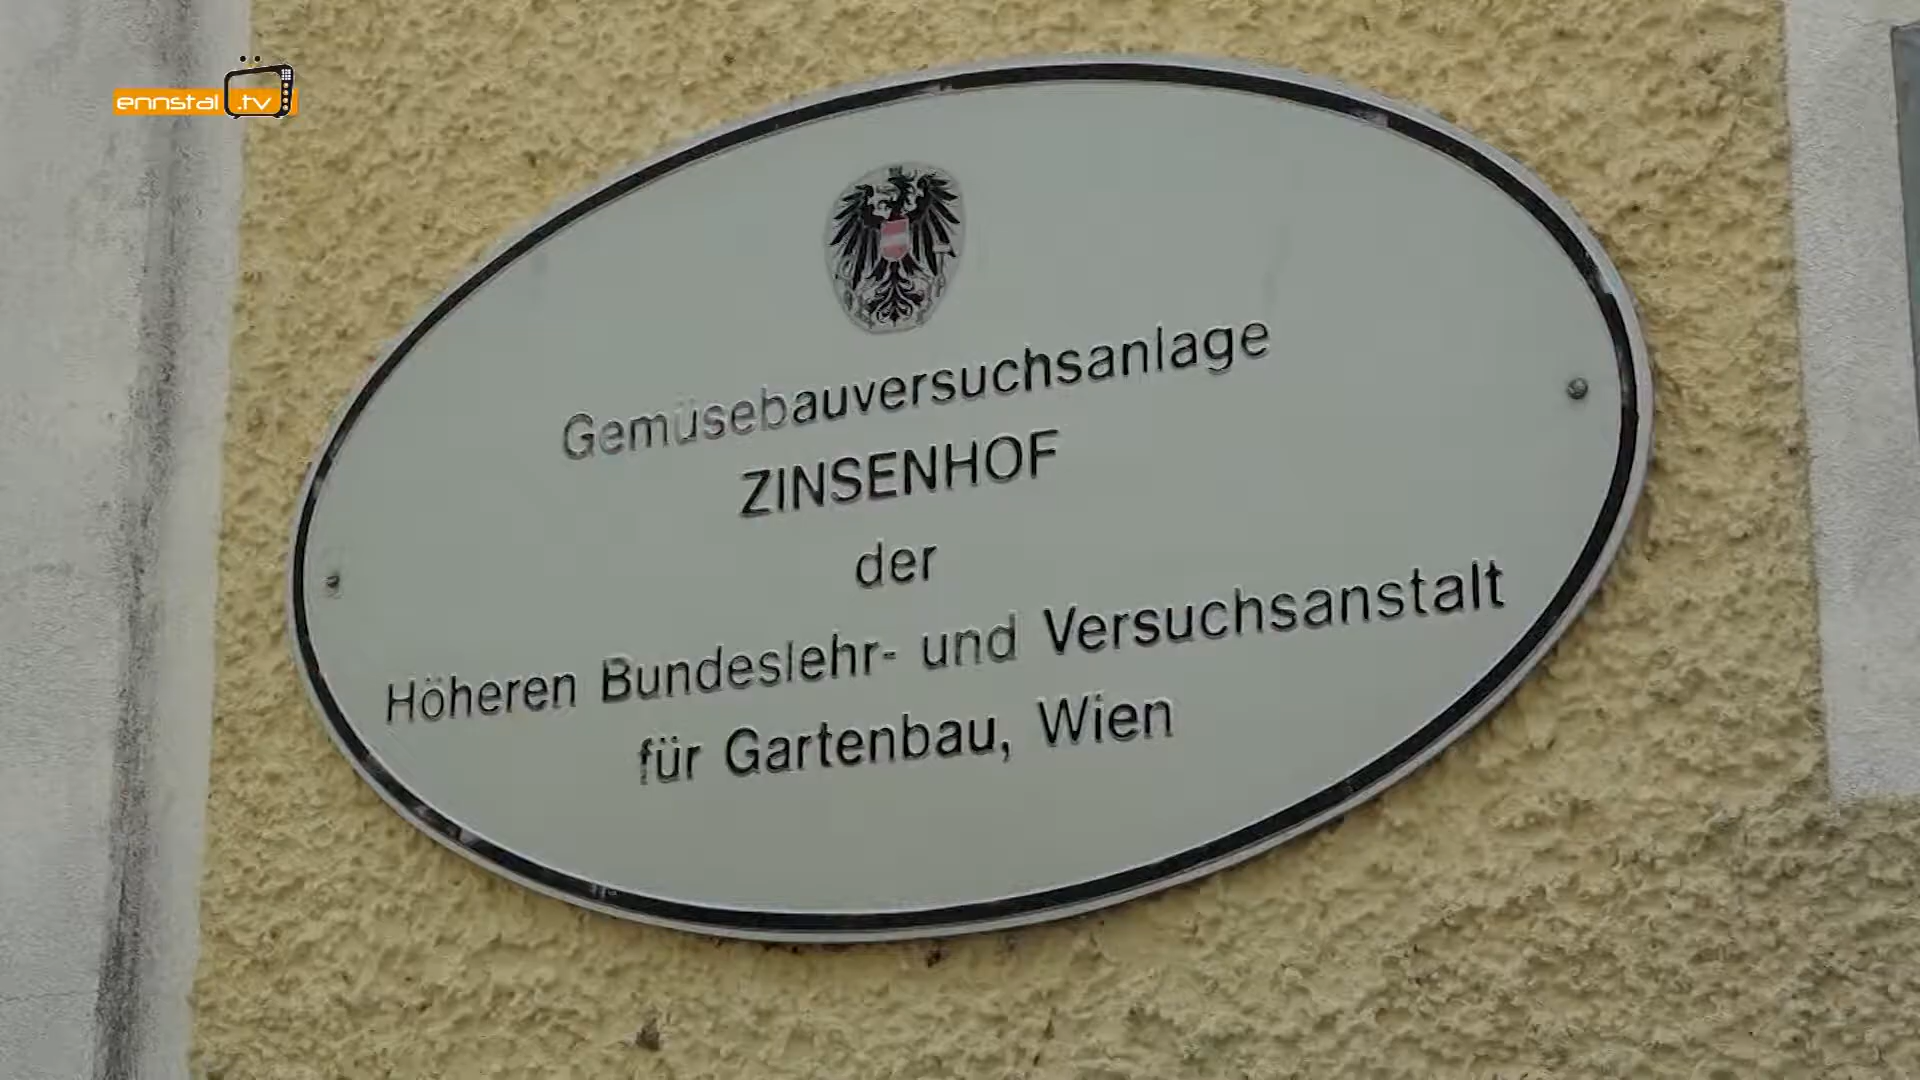 ennstal.tv
Gemüsebauversuchsanlage
ZINSENHOF
der
Höheren Bundeslehr- und Versuchsanstalt
für Gartenbau, Wien